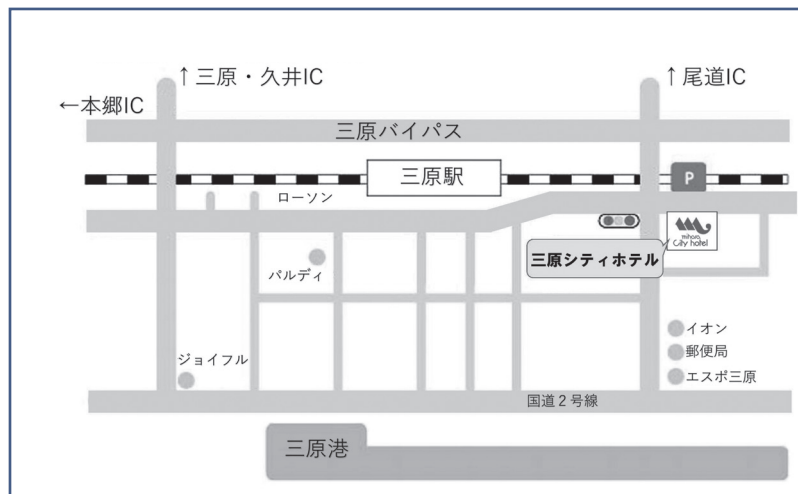 ↑三原・久井IC
↑尾道IC
←本郷IC
三原バイパス
三原駅
P
ローソン
mihara
City hotel
三原シティホテル
パルディ
イオン
郵便局
エスポ三原
ジョイフル
国道2号線
三原港